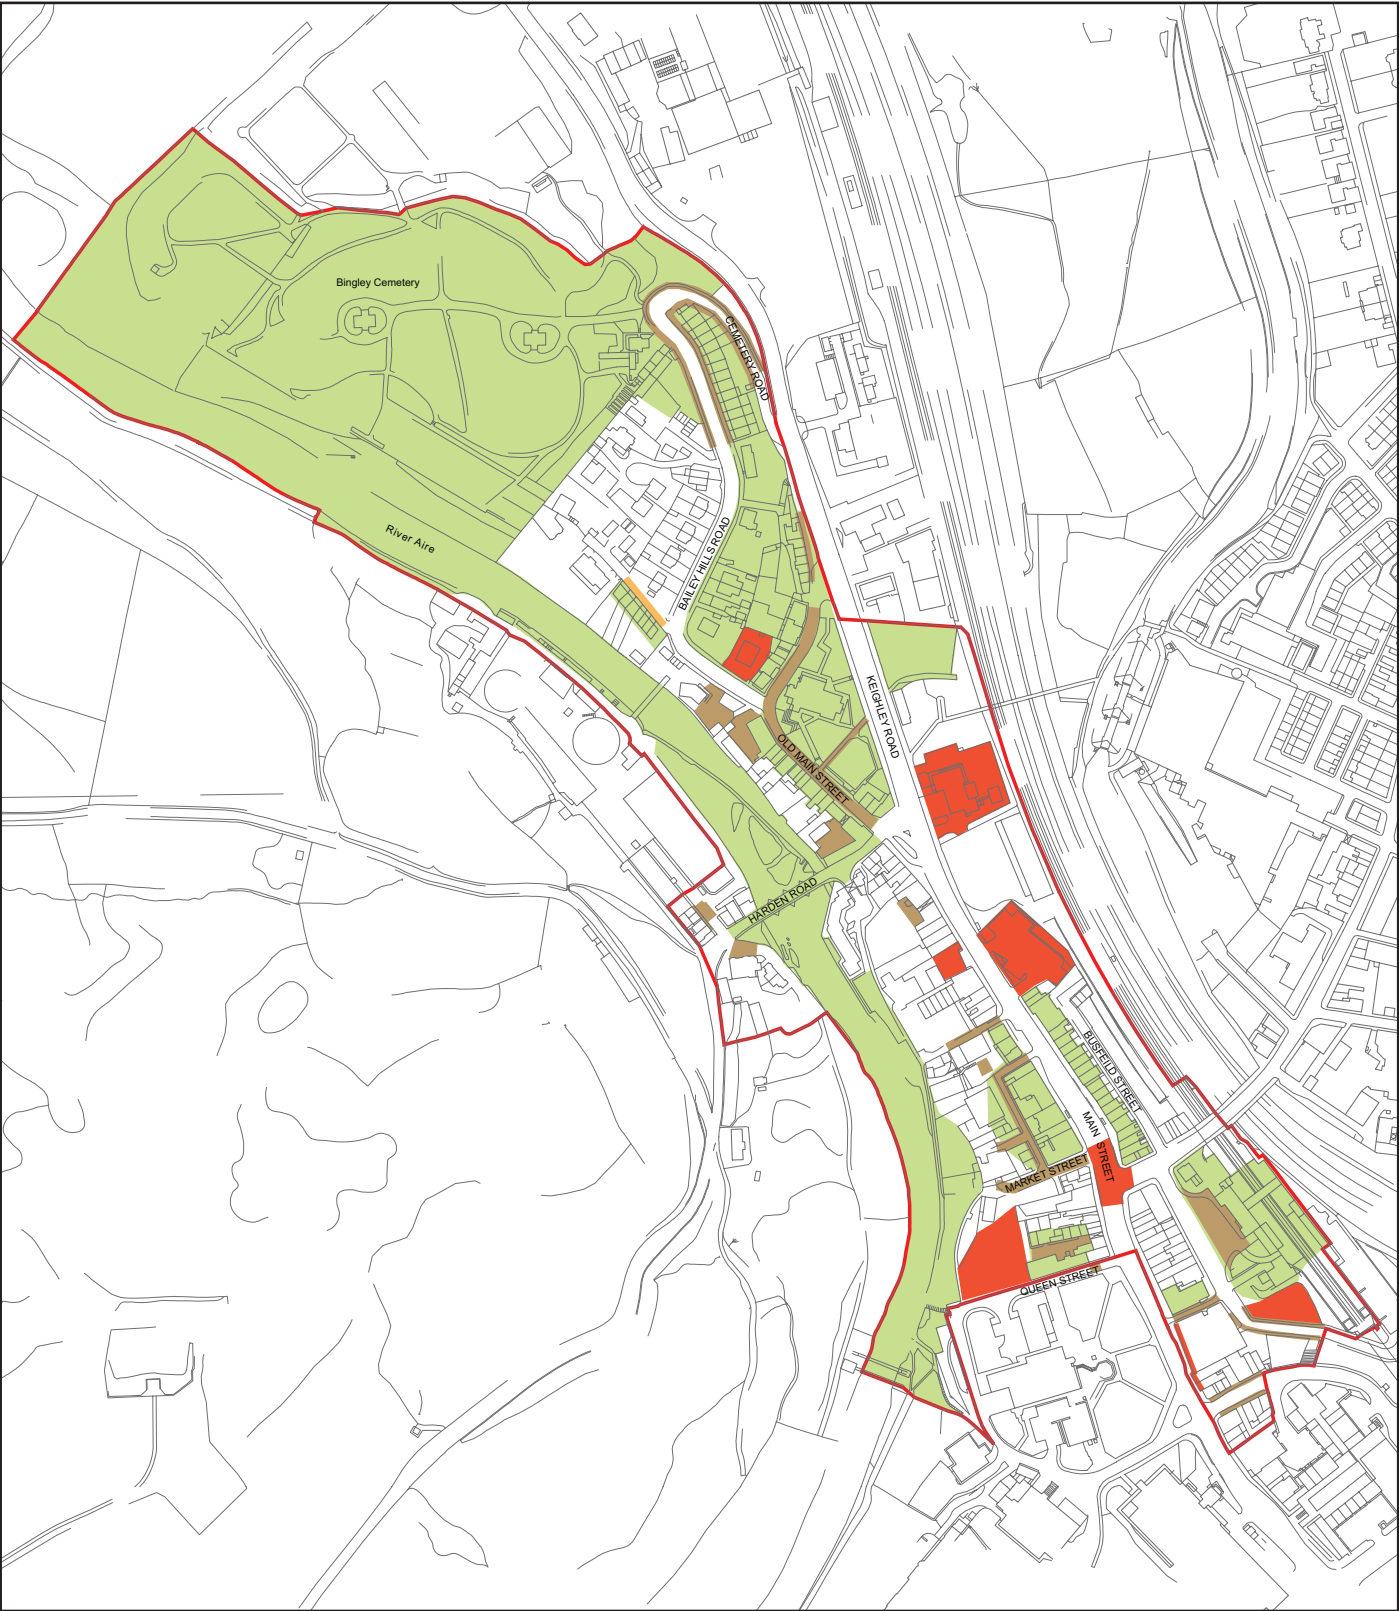 Bingley Cemetery
CEMETERY ROAD
River Aire
BAILEY HILLS ROAD
KEIGHLEY ROAD
OLD MAIN STREET
HARDEN ROAD
BUSFEILD STREET
MAIN STREET
MARKET STREET
QUEEN STREET